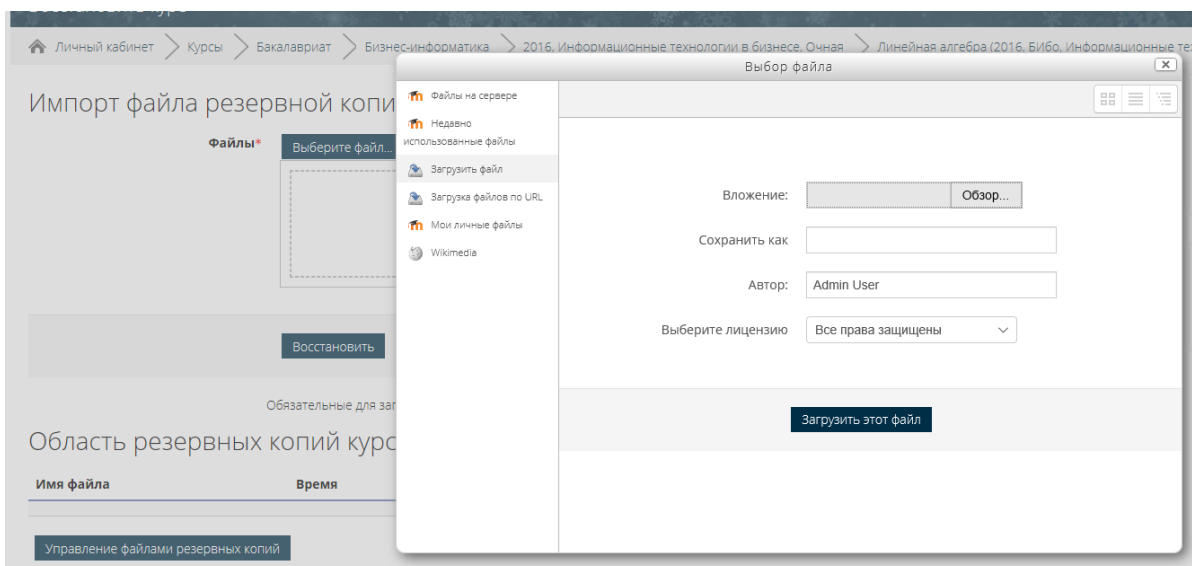 Личный кабинет
Курсы
Бакалавриат
Бизнес-информатика
2016, Информационные технологии в бизнесе, Очная
Линейная алгебра (2016, БИбо, Информационные те
Выбор файла
Импорт файла резервной копи
Файлы*
Выберите файл...
Файлы на сервере
Недавно
использованные файлы
Загрузить файл
Загрузка файлов по URL
Мои личные файлы
Wikimedia
Вложение:
Обзор...
Сохранить как
Автор:
Admin User
Выберите лицензию
Все права защищены
Загрузить этот файл
Восстановить
Обязательные для зап
Область резервных копий курс
Имя файла
Время
Управление файлами резервных копий